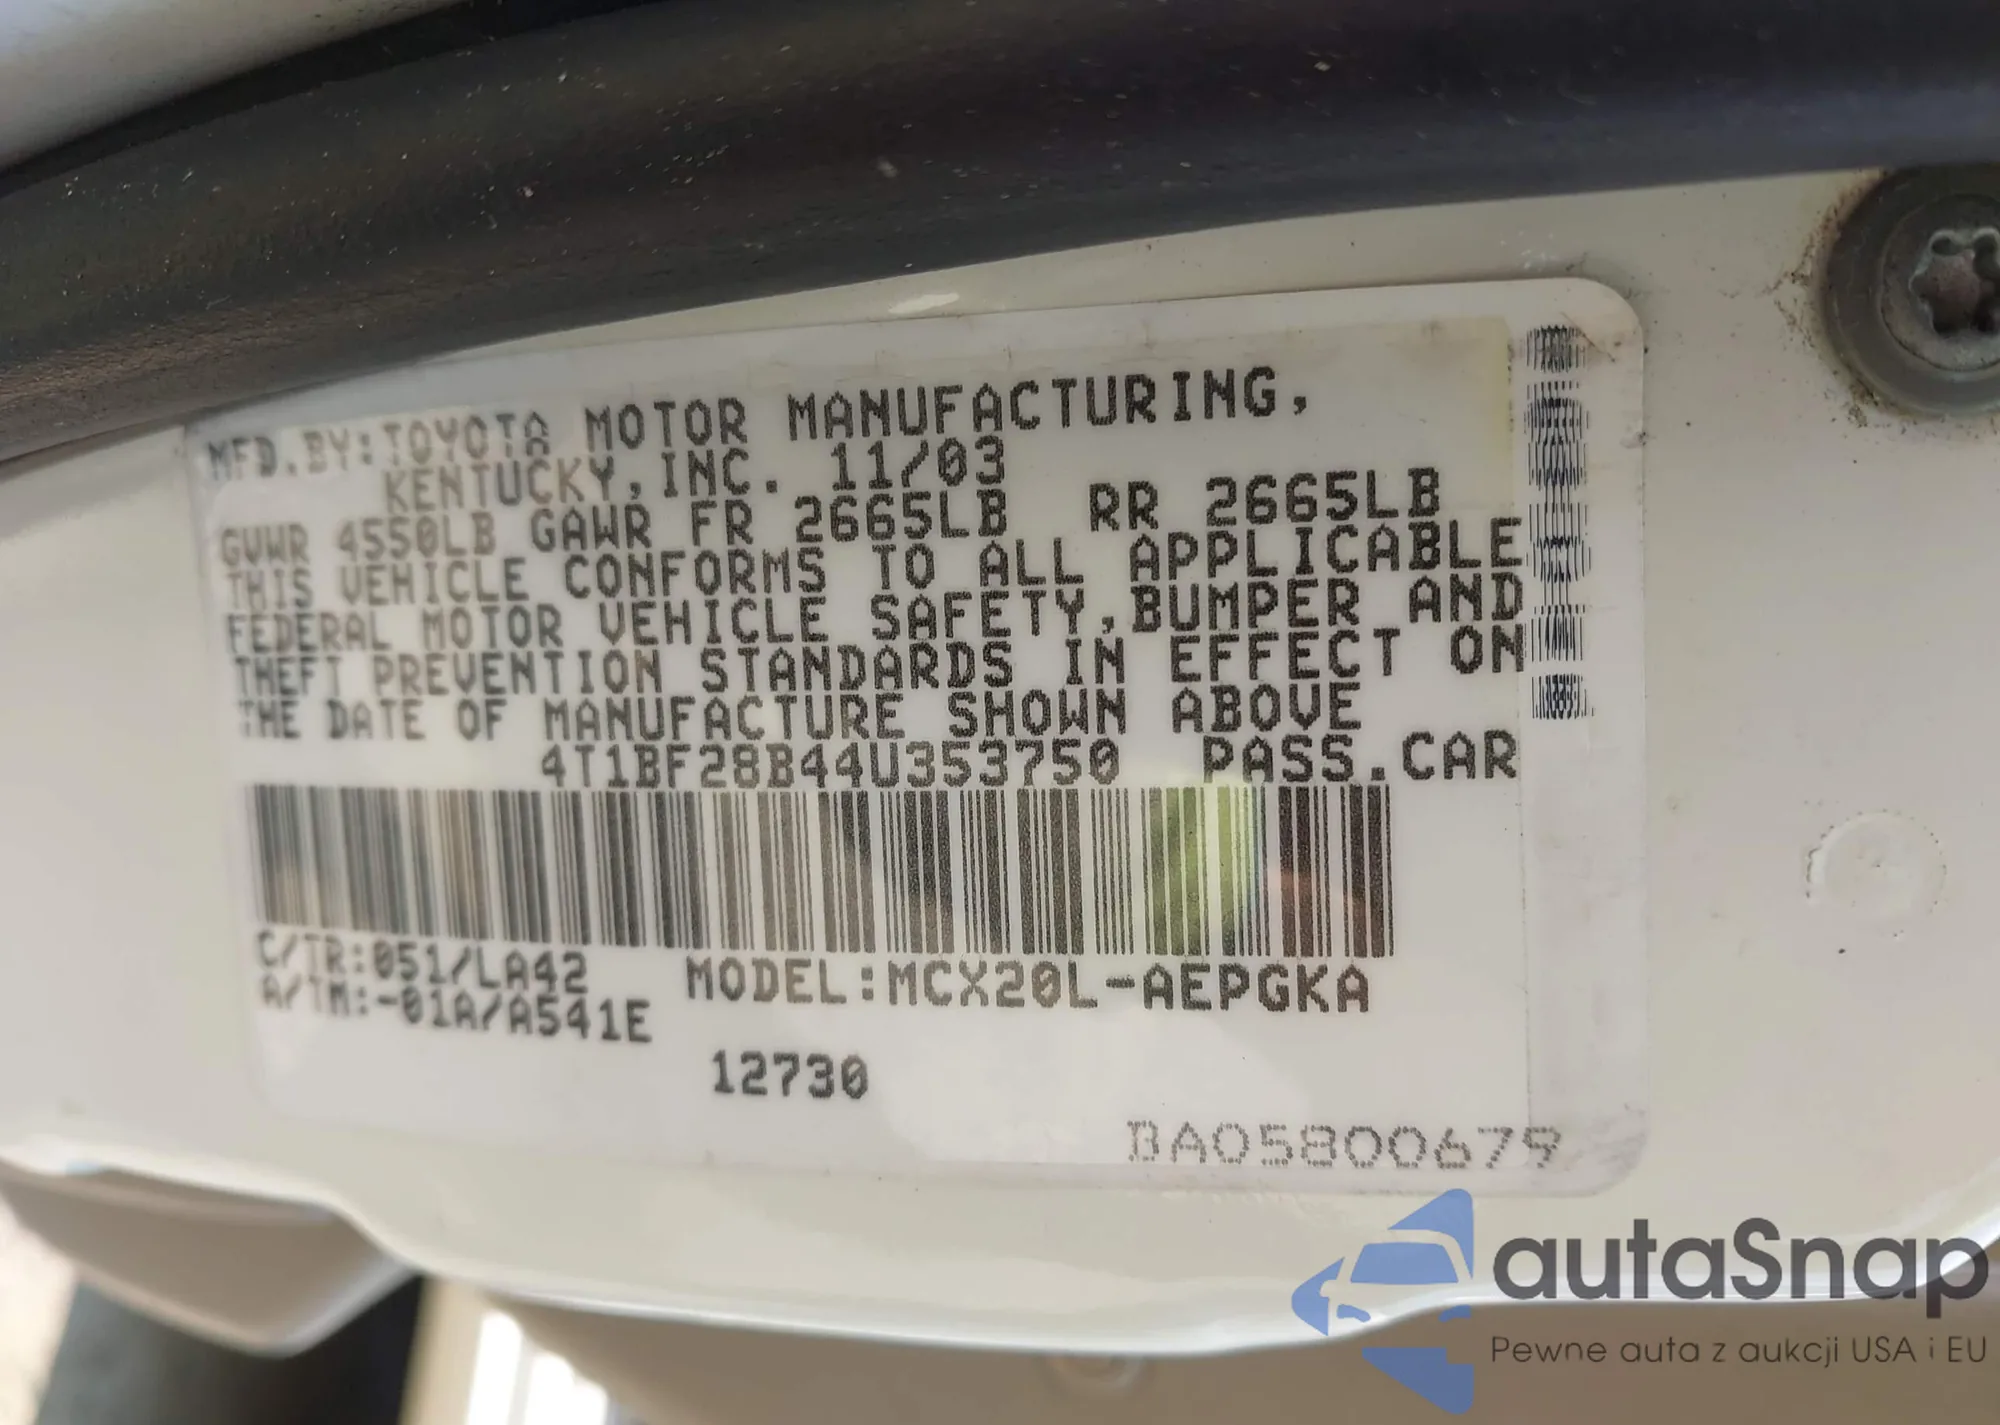 MFD.BY:TOYOTA MOTOR MANUFACTURING,
KENTUCKY,INC. 11/03
GVWR 4550LB GAWR FR 2665LB RR 2665LB
THIS VEHICLE CONFORMS TO ALL APPLICABLE
FEDERAL MOTOR VEHICLE SAFETY,BUMPER AND
THEFT PREVENTION STANDARDS IN EFFECT ON
THE DATE OF MANUFACTURE SHOWN ABOVE
4T1BF28B44U353750 PASS.CAR
C/TR:051/LA42
A/TM:-01A/A541E
MODEL:MCX20L-AEPGKA
12730
BA05800679
autaSnap
Pewne auta z aukcji USA i EU